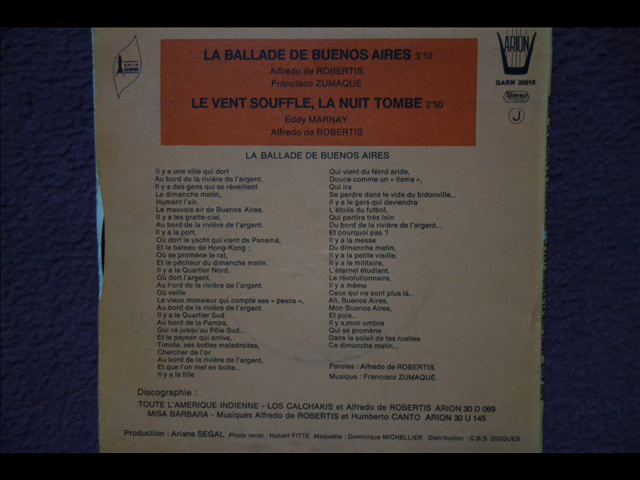 LA BALLADE DE BUENOS AIRES 3'10
Alfredo de ROBERTIS
Francisco ZUMAQUÉ
LE VENT SOUFFLE, LA NUIT TOMBE 2'50
Eddy MARNAY
Alfredo de ROBERTIS
ARION
GARN 20015
Stereo
J
LA BALLADE DE BUENOS AIRES
Il y a une ville qui dort
Au bord de la rivière de l'argent.
Il y a des gens qui se réveillent
Le dimanche matin,
Humant l'air,
Le mauvais air de Buenos Aires.
Il y a les gratte-ciel,
Au bord de la rivière de l'argent.
Il y a le port,
Où dort le yacht qui vient de Panamá,
Et le bateau de Hong-Kong ;
Où se promène le rat,
Et le pêcheur du dimanche matin.
Il y a le Quartier Nord,
Où dort l'argent,
Au bord de la rivière de l'argent.
Où veille
Le vieux monsieur qui compte ses « pesos »,
Au bord de la rivière de l'argent.
Il y a le Quartier Sud
Au bord de la Pampa,
Qui va jusqu'au Pôle Sud...
Et le paysan qui arrive,
Timide, ses bottes maladroites,
Chercher de l'or
Au bord de la rivière de l'argent,
Et que l'on met en boîte...
Il y a la fille
Qui vient du Nord aride,
Douce comme un « llama »,
Qui ira
Se perdre dans le vide du bidonville...
Il y a le gars qui deviendra
L'étoile du futbol,
Qui partira très loin
Du bord de la rivière de l'argent...
Et pourquoi pas ?
Il y a la messe
Du dimanche matin,
Il y a la petite vieille,
Il y a le militaire,
L'éternel étudiant,
Le révolutionnaire,
Il y a même
Ceux qui ne sont plus là...
Ah, Buenos Aires,
Mon Buenos Aires,
Et puis...
Il y a mon ombre
Qui se promène
Dans le soleil de tes ruelles
Ce dimanche matin...
Paroles : Alfredo de ROBERTIS.
Musique : Francisco ZUMAQUÉ.
Discographie :
TOUTE L'AMERIQUE INDIENNE - LOS CALCHAKIS et Alfredo de ROBERTIS ARION 30 D 069
MISA BÁRBARA - Musiques Alfredo de ROBERTIS et Humberto CANTO ARION 30 U 145
Production : Ariane SÉGAL Photo recto : Hubert FITTE Maquette : Dominique MICHELLIER Distribution : C.B.S. DISQUES